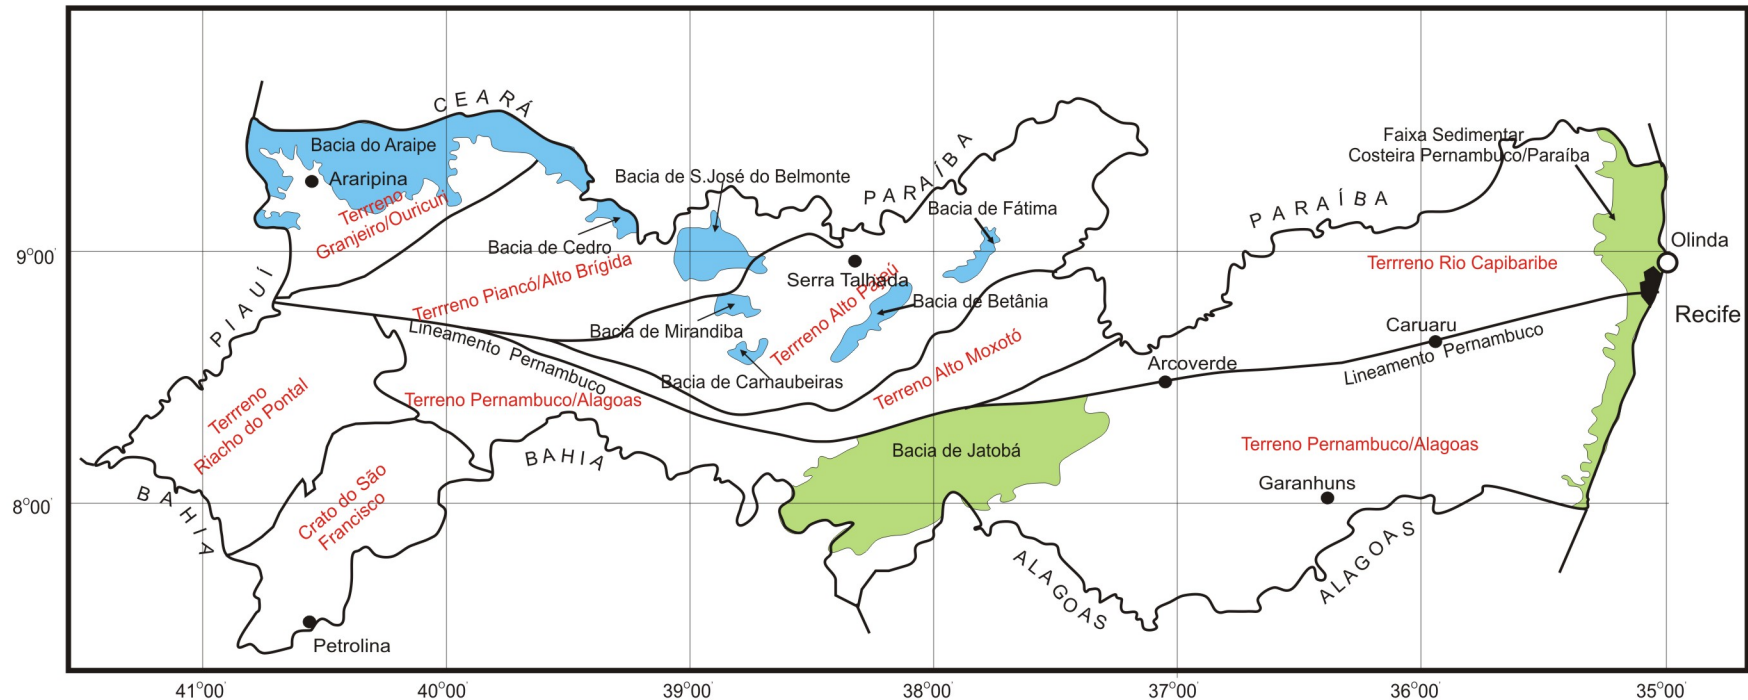 CEARÁ
Bacia do Araipe
Araripina
Terrreno
Granjeiro/Ouricuri
Bacia de S.José do Belmonte
PARAÍBA
Bacia de Fátima
Faixa Sedimentar
Costeira Pernambuco/Paraíba
PARAÍBA
9°00'
Bacia de Cedro
Terrreno Piancó/Alto Brígida
Serra Talhada
Terrreno Alto Pajeú
Terrreno Rio Capibaribe
Olinda
PIAUÍ
Lineamento Pernambuco
Bacia de Mirandiba
Bacia de Betânia
Recife
Caruaru
Lineamento Pernambuco
Terreno Alto Moxotó
Arcoverde
Bacia de Carnaubeiras
Terrreno
Riacho do Pontal
Terreno Pernambuco/Alagoas
BAHIA
Bacia de Jatobá
Terreno Pernambuco/Alagoas
Garanhuns
8°00'
BAHIA
Crato do São
Francisco
ALAGOAS
ALAGOAS
Petrolina
41°00'
40°00'
39°00'
38°00'
37°00'
36°00'
35°00'